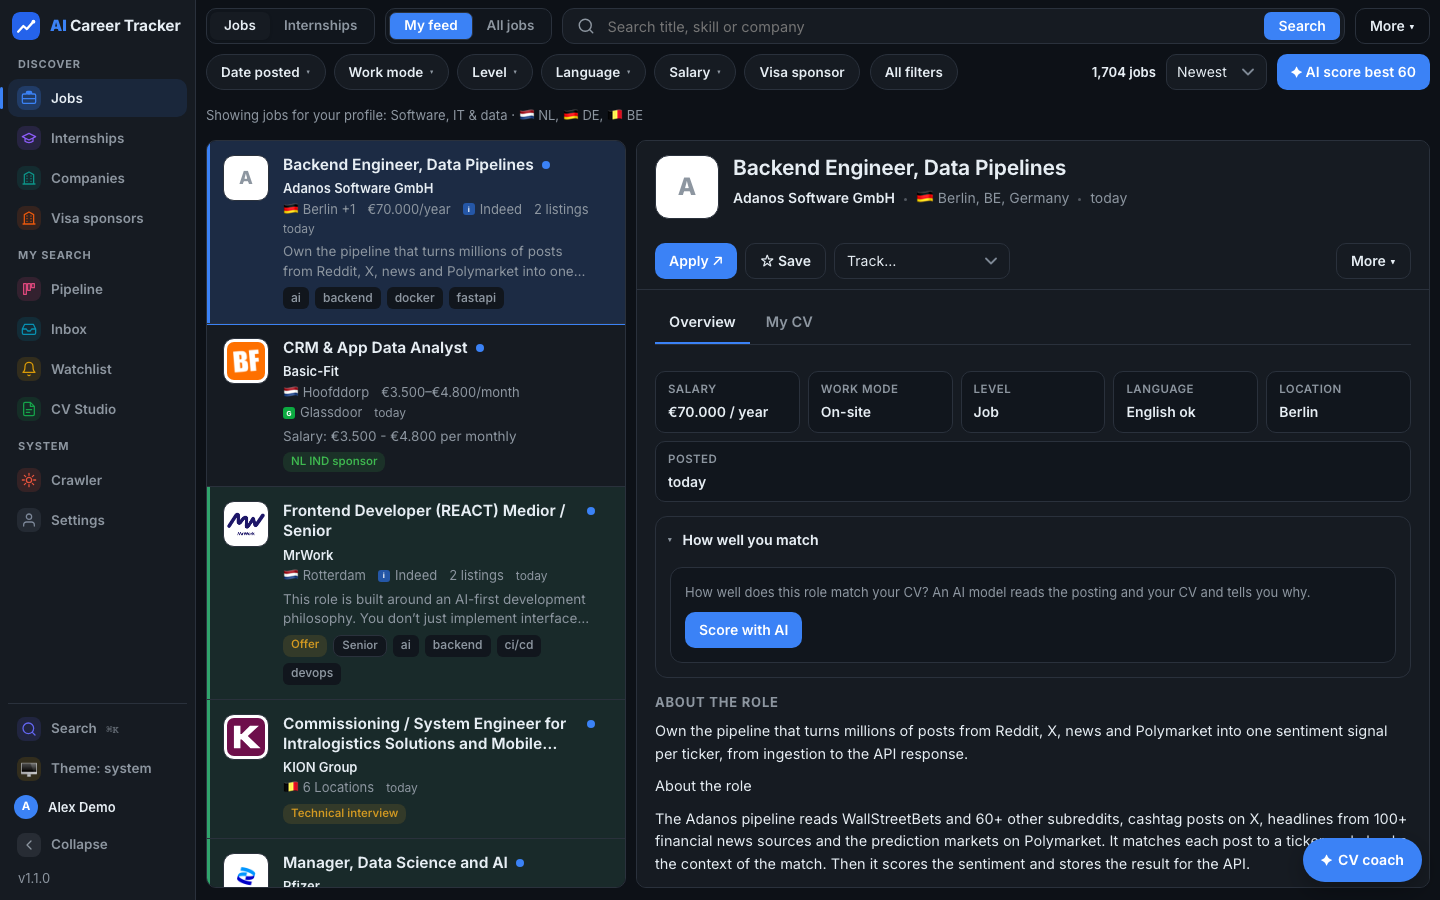 AI Career Tracker
DISCOVER
Jobs
Internships
Companies
Visa sponsors
MY SEARCH
Pipeline
Inbox
Watchlist
CV Studio
SYSTEM
Crawler
Settings
Search ⌘K
Theme: system
A Alex Demo
Collapse
v1.1.0
Jobs Internships My feed All jobs Search title, skill or company Search More ▾
Date posted Work mode Level Language Salary Visa sponsor All filters 1,704 jobs Newest ✦ AI score best 60
Showing jobs for your profile: Software, IT & data · 🇳🇱 NL, 🇩🇪 DE, 🇧🇪 BE
A
Backend Engineer, Data Pipelines
Adanos Software GmbH
🇩🇪 Berlin +1 €70.000/year i Indeed 2 listings
today
Own the pipeline that turns millions of posts
from Reddit, X, news and Polymarket into one…
ai backend docker fastapi
BF
CRM & App Data Analyst
Basic-Fit
🇳🇱 Hoofddorp €3.500–€4.800/month
G Glassdoor today
Salary: €3.500 - €4.800 per monthly
NL IND sponsor
MrWork
Frontend Developer (REACT) Medior /
Senior
MrWork
🇳🇱 Rotterdam i Indeed 2 listings today
This role is built around an AI-first development
philosophy. You don't just implement interface…
Offer Senior ai backend ci/cd
devops
K
Commissioning / System Engineer for
Intralogistics Solutions and Mobile…
KION Group
🇧🇪 6 Locations today
Technical interview
Manager, Data Science and AI
Pfizer
A
Backend Engineer, Data Pipelines
Adanos Software GmbH • 🇩🇪 Berlin, BE, Germany • today
Apply ↗ ☆ Save Track… More ▾
Overview My CV
SALARY
€70.000 / year
WORK MODE
On-site
LEVEL
Job
LANGUAGE
English ok
LOCATION
Berlin
POSTED
today
▾ How well you match
How well does this role match your CV? An AI model reads the posting and your CV and tells you why.
Score with AI
ABOUT THE ROLE
Own the pipeline that turns millions of posts from Reddit, X, news and Polymarket into one sentiment signal
per ticker, from ingestion to the API response.
About the role
The Adanos pipeline reads WallStreetBets and 60+ other subreddits, cashtag posts on X, headlines from 100+
financial news sources and the prediction markets on Polymarket. It matches each post to a ticker
the context of the match. Then it scores the sentiment and stores the result for the API.
✦ CV coach